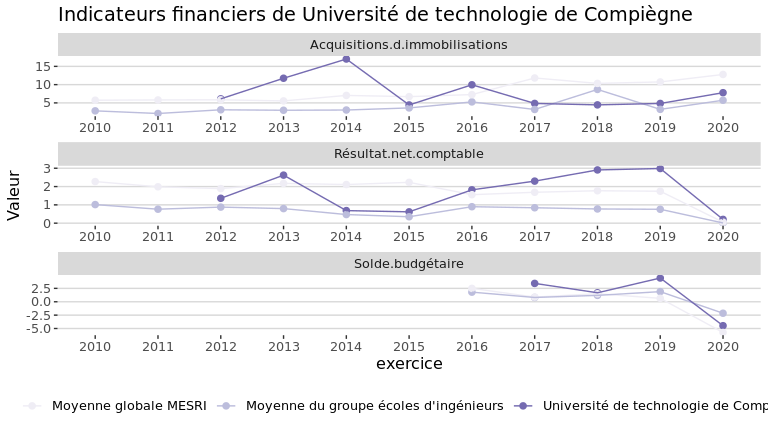 Indicateurs financiers de Université de technologie de Compiègne
Acquisitions.d.immobilisations
15
10
5
2010 2011 2012 2013 2014 2015 2016 2017 2018 2019 2020
Résultat.net.comptable
3
2
1
0
2010 2011 2012 2013 2014 2015 2016 2017 2018 2019 2020
Valeur
Solde.budgétaire
2.5
0.0
-2.5
-5.0
2010 2011 2012 2013 2014 2015 2016 2017 2018 2019 2020
exercice
Moyenne globale MESRI Moyenne du groupe écoles d'ingénieurs Université de technologie de Comp